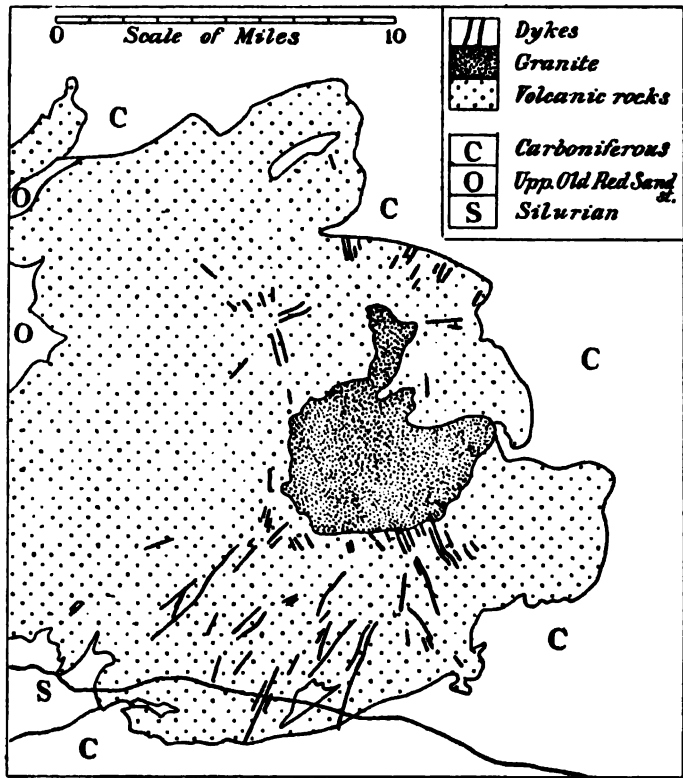 0 Scale of Miles 10
Dykes
Granite
Volcanic rocks
C Carboniferous
O Upp. Old Red Sand
st.
S Silurian
C
O
C
O
C
S
C
C